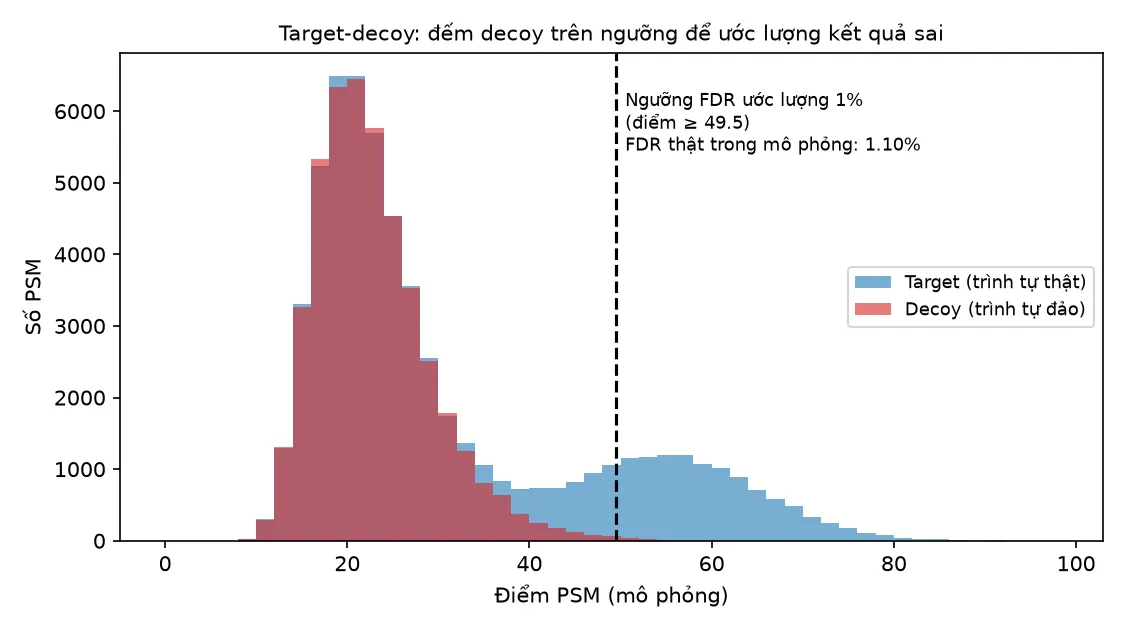 Target-decoy: đếm decoy trên ngưỡng để ước lượng kết quả sai
Ngưỡng FDR ước lượng 1%
(điểm ≥ 49.5)
FDR thật trong mô phỏng: 1.10%
Target (trình tự thật)
Decoy (trình tự đảo)
Số PSM
6000
5000
4000
3000
2000
1000
0
0 20 40 60 80 100
Điểm PSM (mô phỏng)